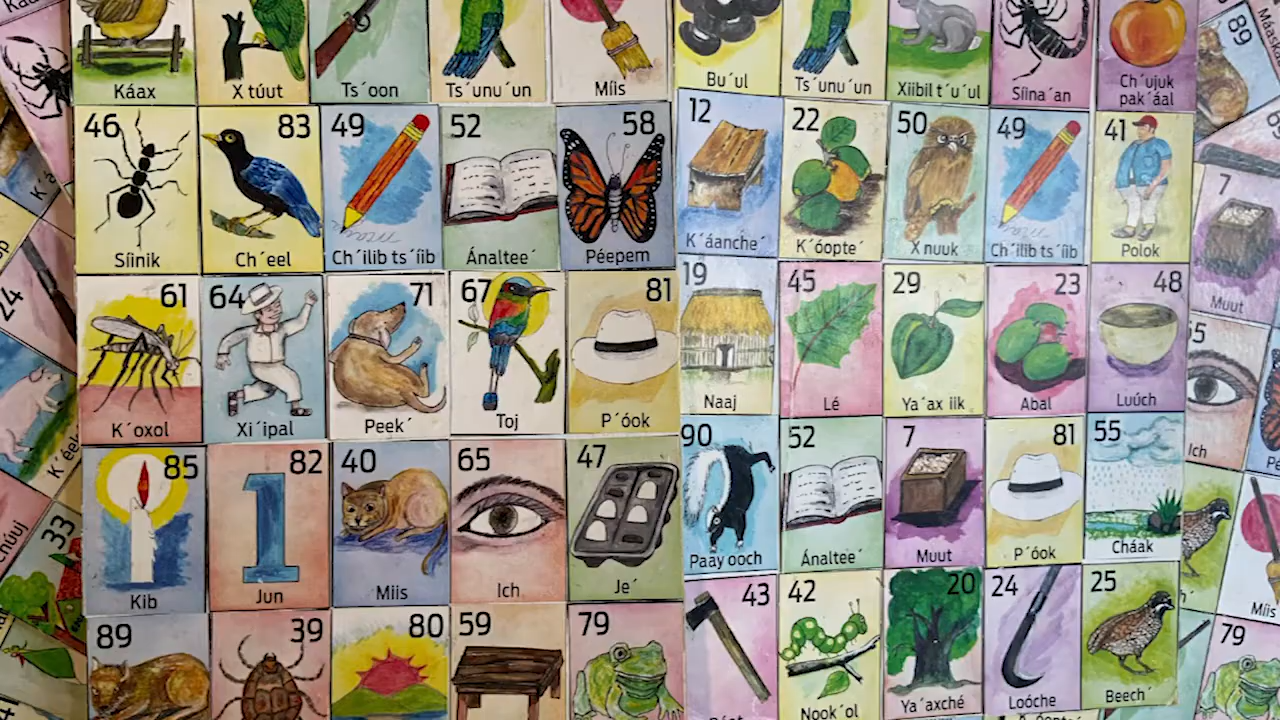 Káax
X túut
Ts´oon
Ts´unu´un
Míis
Bu´ul
Ts´unu´un
Xiibil t´u´ul
Síina´an
Ch´ujuk
pak´áal
89
46
Síinik
83
Ch´eel
49
Ch´ilib ts´íib
52
Ánaltee´
58
Péepem
12
K´áanche´
22
K´óopte´
50
X nuuk
49
Ch´ilib ts´íib
41
Polok
7
Muut
24
61
K´oxol
64
Xi´ipal
71
Peek´
67
Toj
81
P´óok
19
Naaj
45
Lé
29
Ya´ax iik
23
Abal
48
Luúch
Ich
33
85
Kib
82
Jun
40
Miis
65
Ich
47
Je´
90
Paay ooch
52
Ánaltee´
7
Muut
81
P´óok
55
Cháak
Míis
89
39
80
59
79
43
42
Nook´ol
20
Ya´axché
24
Loóche
25
Beech´
79